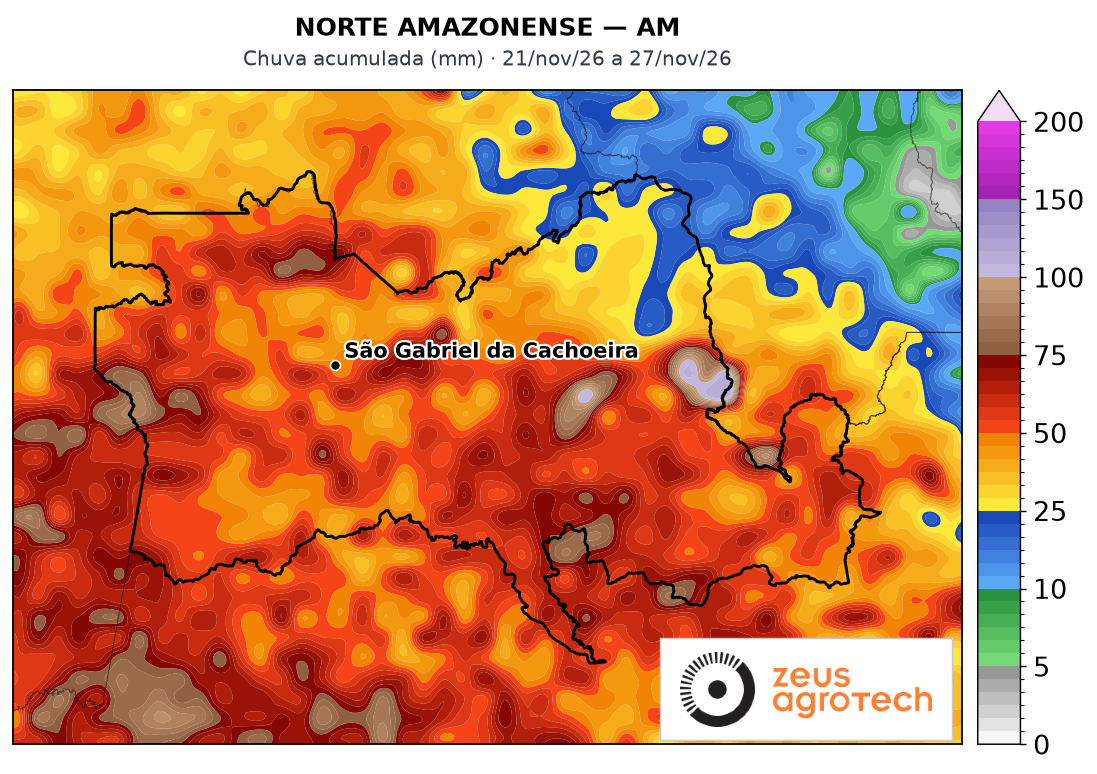 NORTE AMAZONENSE — AM
Chuva acumulada (mm) · 21/nov/26 a 27/nov/26
São Gabriel da Cachoeira
200
150
100
75
50
25
10
5
0
zeus
agroTech